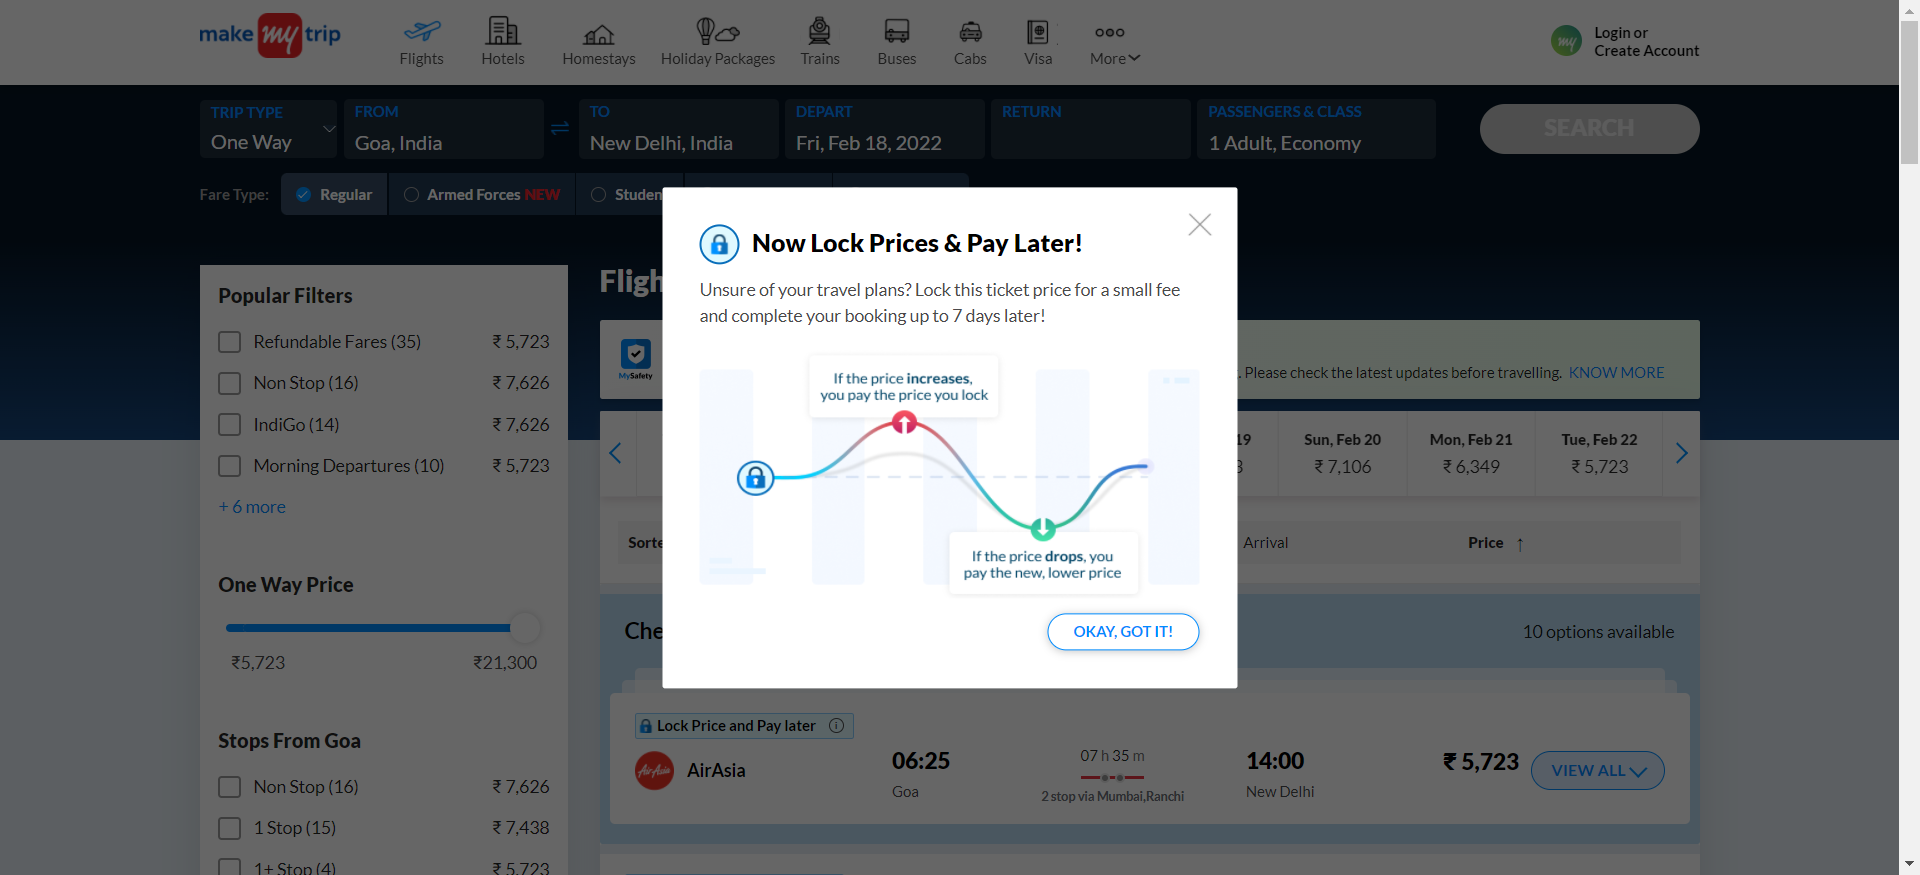 make my trip
Flights
Hotels
Homestays
Holiday Packages
Trains
Buses
Cabs
Visa
More
my
Login or
Create Account
TRIP TYPE
One Way
FROM
Goa, India
TO
New Delhi, India
DEPART
Fri, Feb 18, 2022
RETURN
PASSENGERS & CLASS
1 Adult, Economy
SEARCH
Fare Type:
Regular
Armed Forces NEW
Studen
Now Lock Prices & Pay Later!
Unsure of your travel plans? Lock this ticket price for a small fee
and complete your booking up to 7 days later!
If the price increases,
you pay the price you lock
If the price drops, you
pay the new, lower price
OKAY, GOT IT!
Popular Filters
Refundable Fares (35) ₹ 5,723
Non Stop (16) ₹ 7,626
IndiGo (14) ₹ 7,626
Morning Departures (10) ₹ 5,723
+ 6 more
One Way Price
₹5,723 ₹21,300
Stops From Goa
Non Stop (16) ₹ 7,626
1 Stop (15) ₹ 7,438
1+ Stop (4) ₹ 5,723
Fligh
MySafety
. Please check the latest updates before travelling. KNOW MORE
19
3
Sun, Feb 20
₹ 7,106
Mon, Feb 21
₹ 6,349
Tue, Feb 22
₹ 5,723
Sorte
Arrival
Price ↑
Che
10 options available
Lock Price and Pay later
AirAsia
AirAsia
06:25
Goa
07 h 35 m
2 stop via Mumbai,Ranchi
14:00
New Delhi
₹ 5,723
VIEW ALL